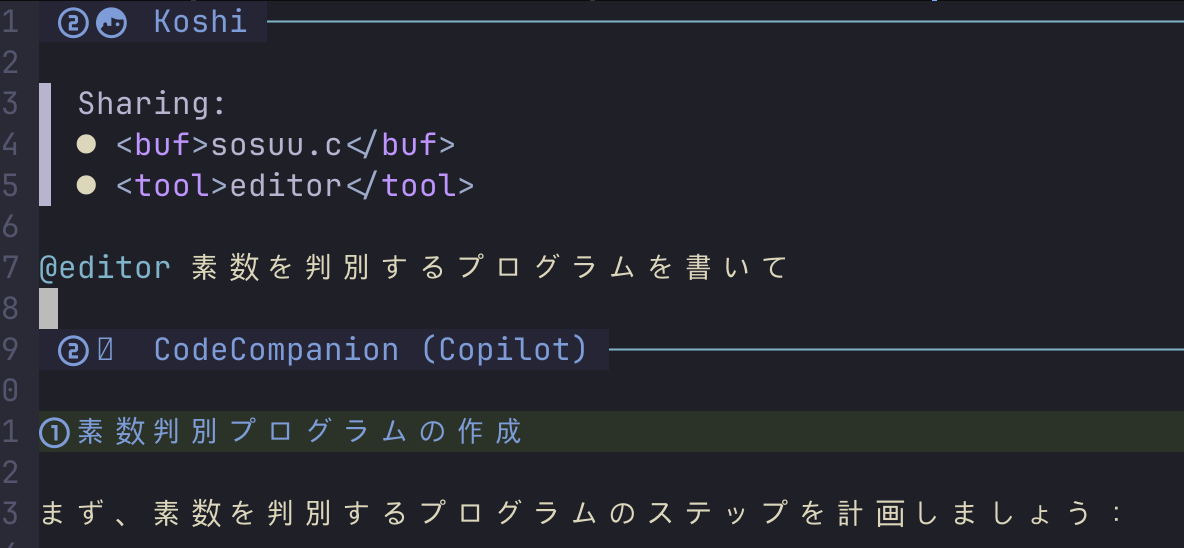 1 ② Koshi
2
3 Sharing:
4 ● <buf>sosuu.c</buf>
5 ● <tool>editor</tool>
6
7 @editor 素数を判別するプログラムを書いて
8
9 ② CodeCompanion (Copilot)
0
1 ①素数判別プログラムの作成
2
3 まず、素数を判別するプログラムのステップを計画しましょう: